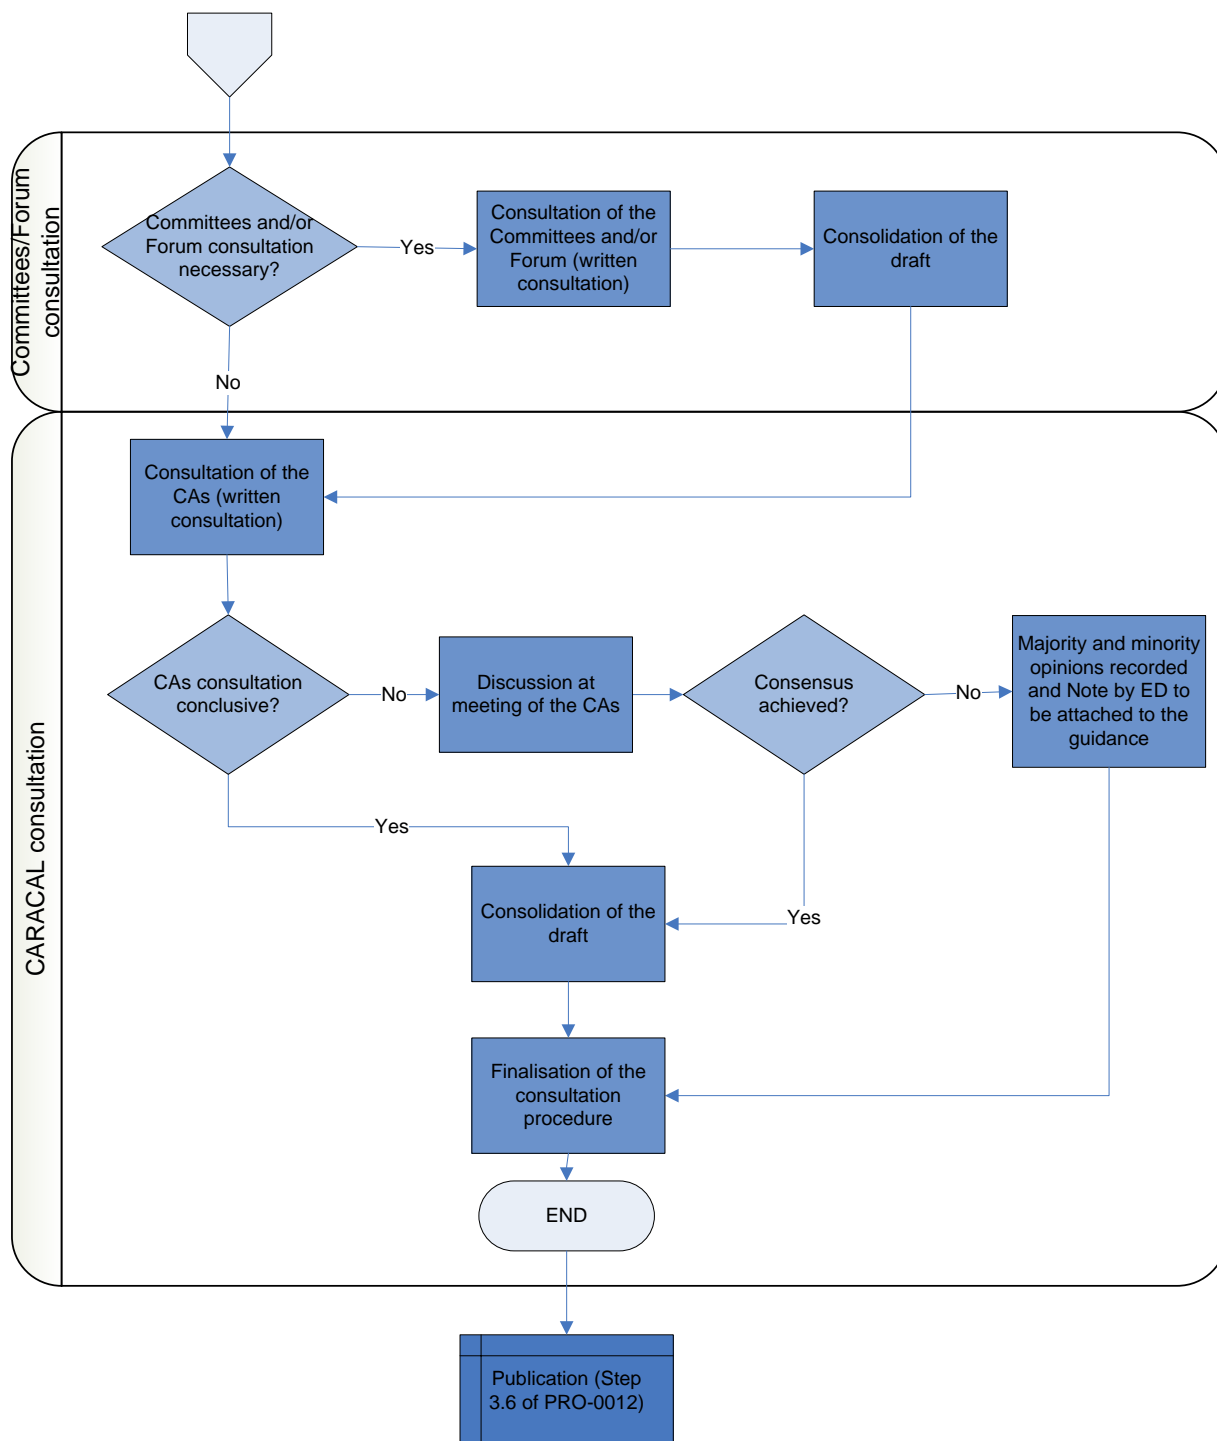 Committees/Forum
consultation
Committees and/or
Forum consultation
necessary?
Yes
Consultation of the
Committees and/or
Forum (written
consultation)
Consolidation of the
draft
No
CARACAL consultation
Consultation of the
CAs (written
consultation)
CAs consultation
conclusive?
No
Discussion at
meeting of the CAs
Consensus
achieved?
No
Majority and minority
opinions recorded
and Note by ED to
be attached to the
guidance
Yes
Yes
Consolidation of the
draft
Finalisation of the
consultation
procedure
END
Publication (Step
3.6 of PRO-0012)